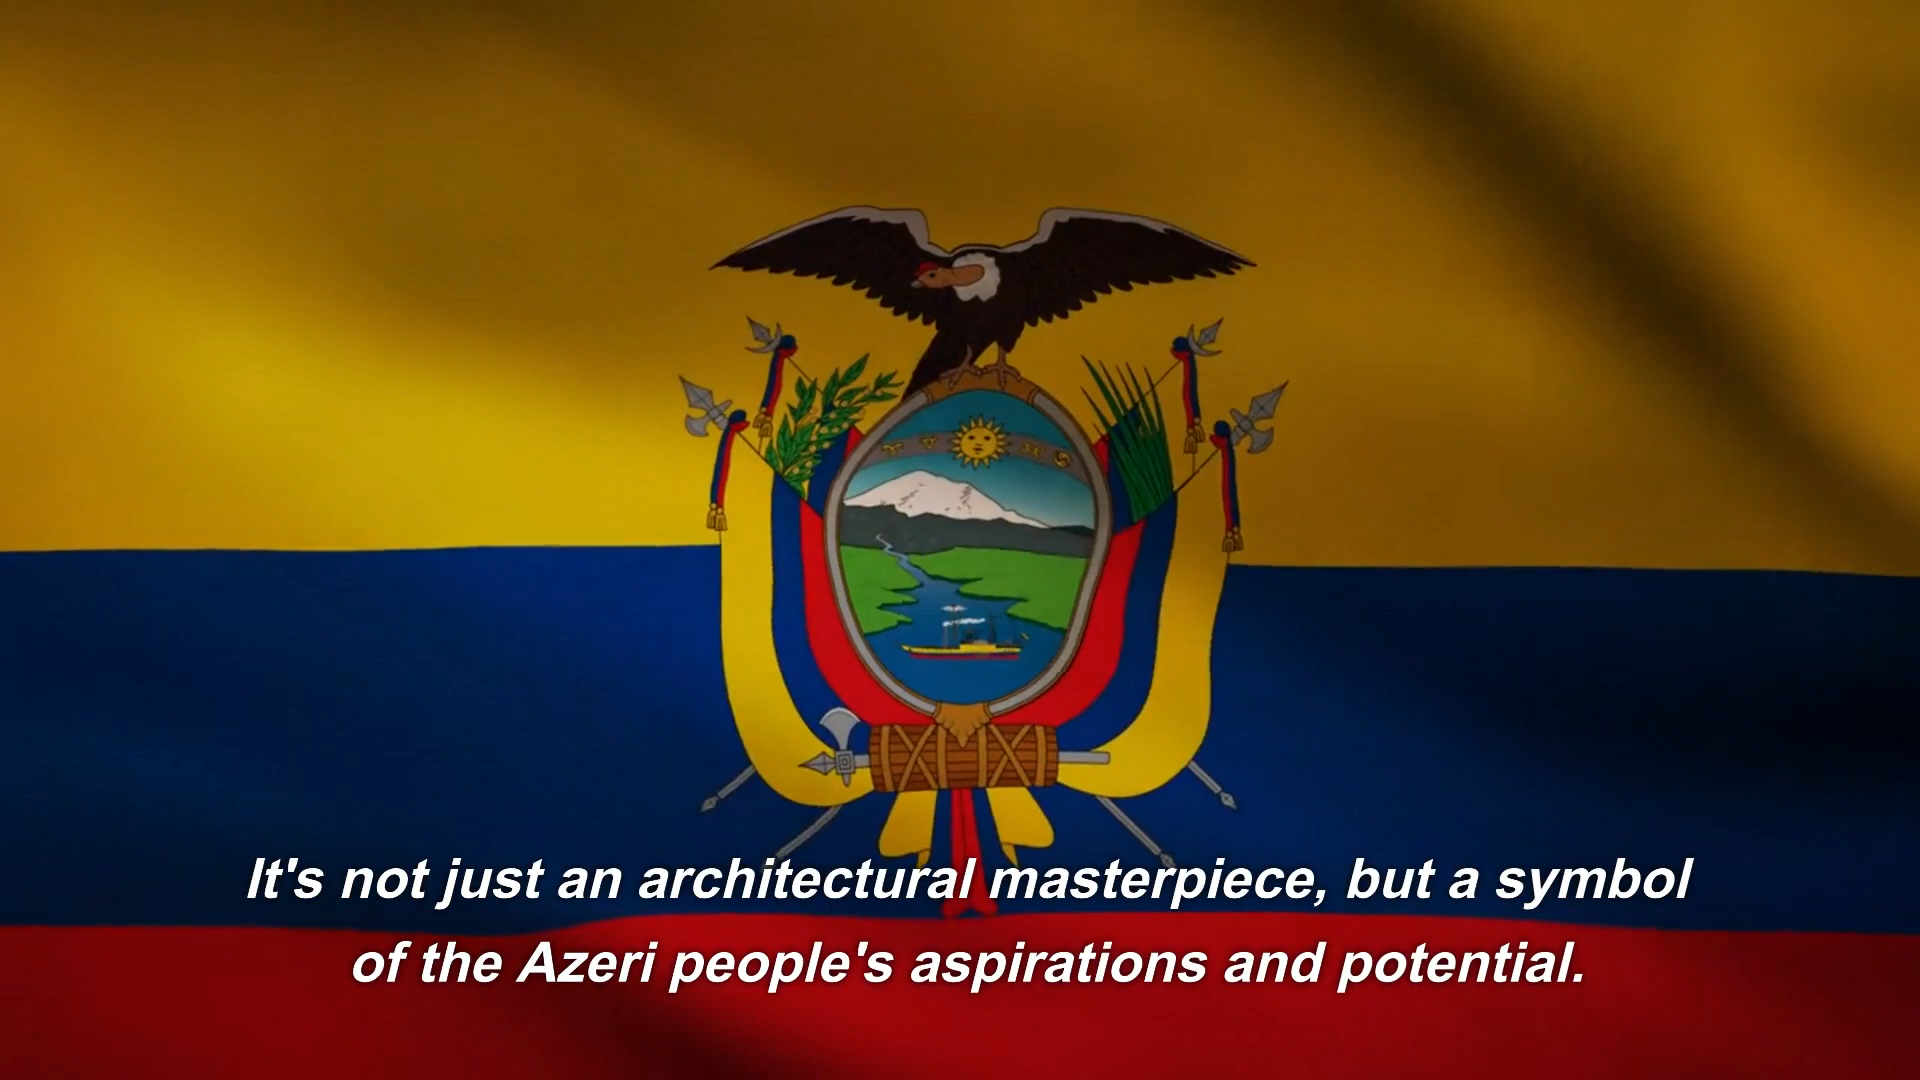 It's not just an architectural masterpiece, but a symbol
of the Azeri people's aspirations and potential.